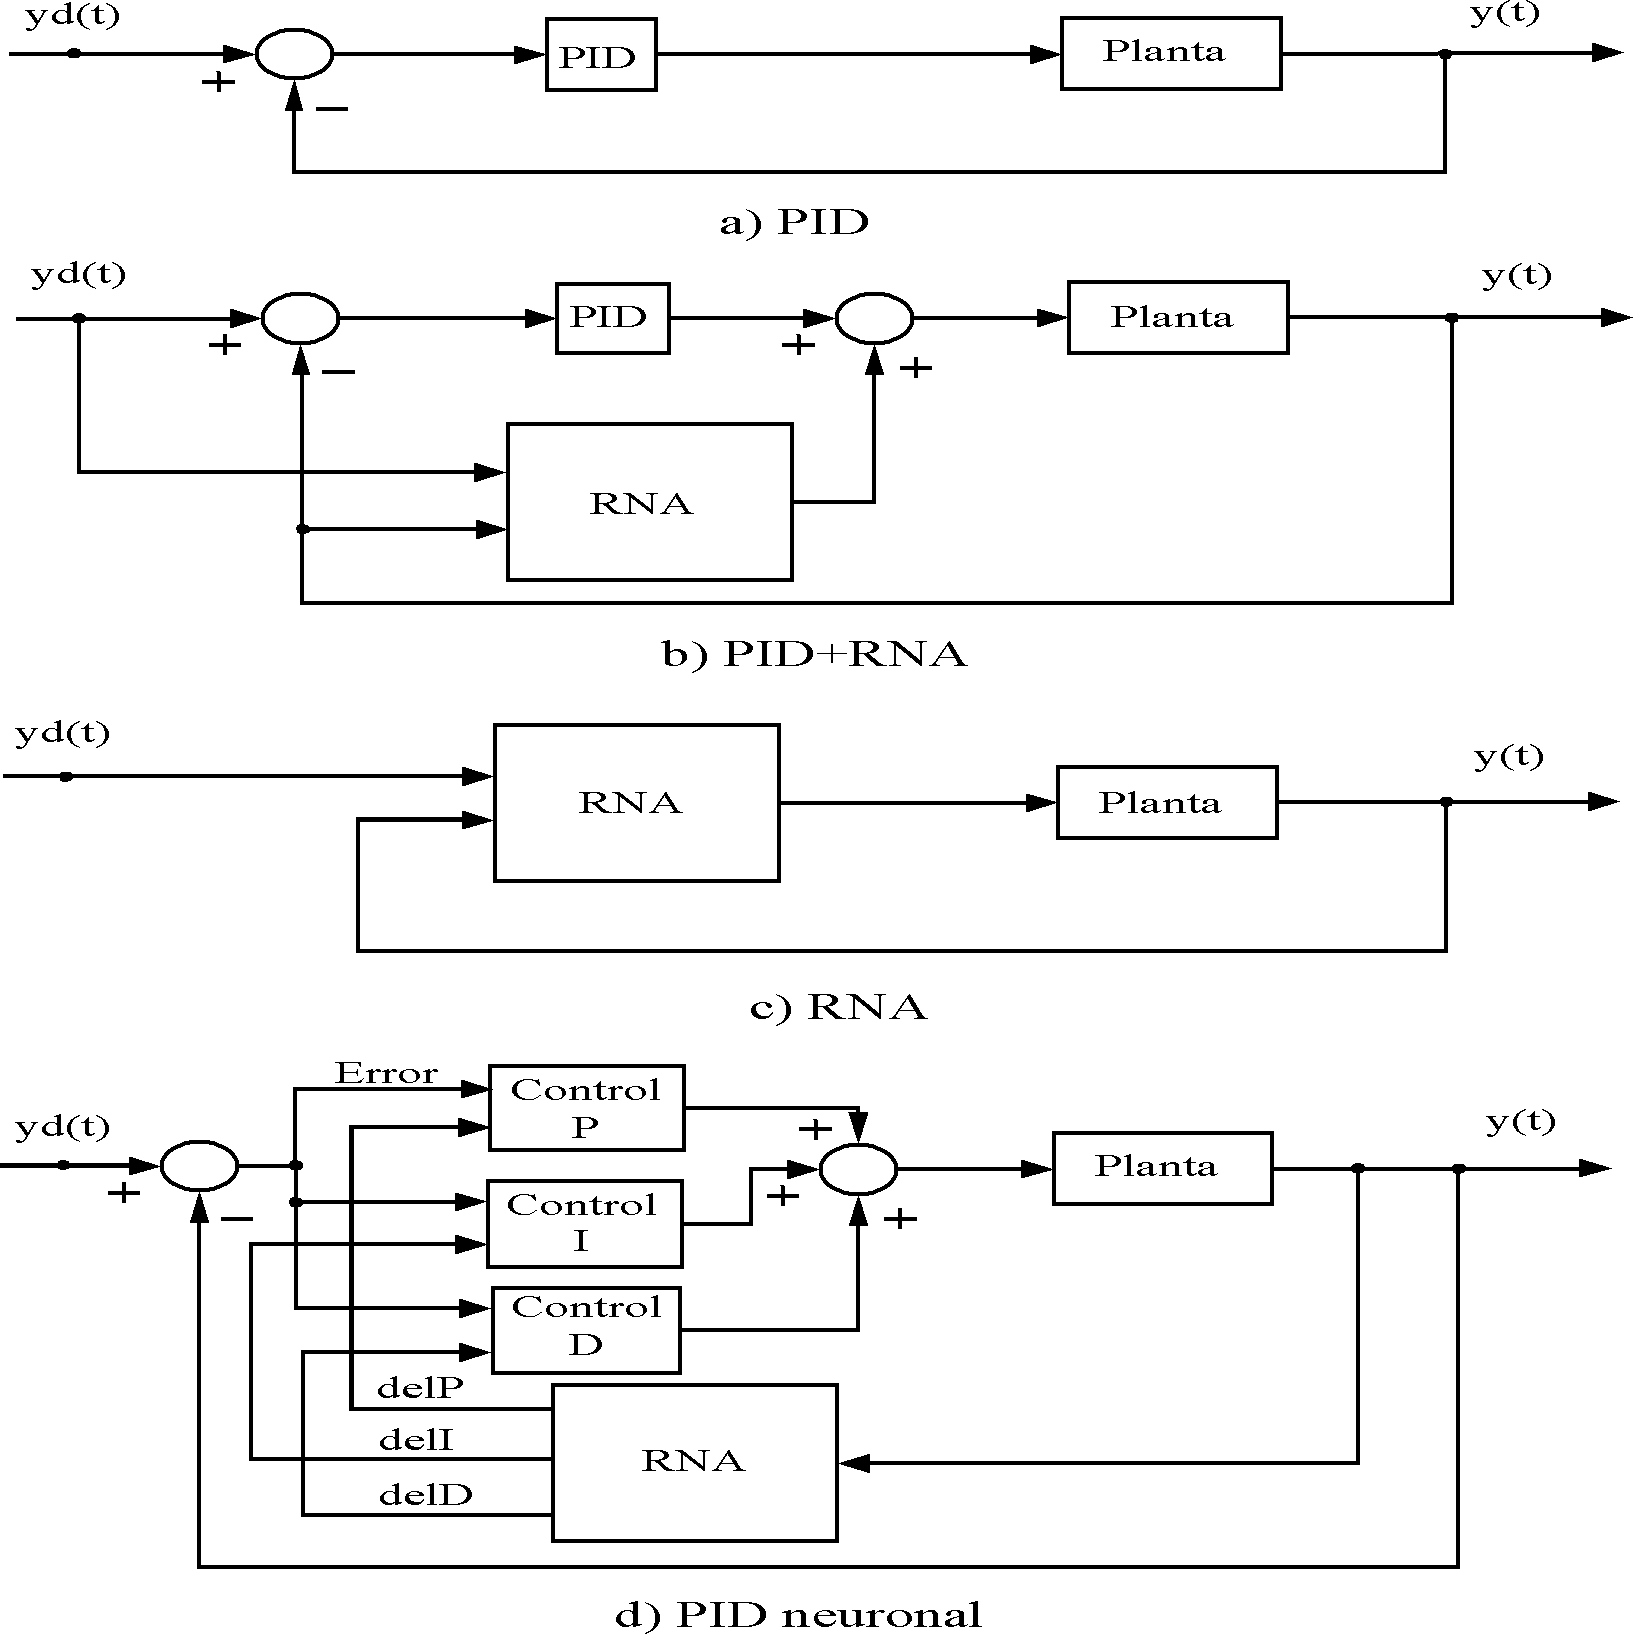 yd(t)
y(t)
PID
Planta
+
−
a) PID
yd(t)
y(t)
PID
Planta
+
−
+
+
RNA
b) PID+RNA
yd(t)
y(t)
RNA
Planta
c) RNA
Error
Control
P
yd(t)
y(t)
+
Planta
+
−
Control
I
+
+
Control
D
delP
delI
RNA
delD
d) PID neuronal